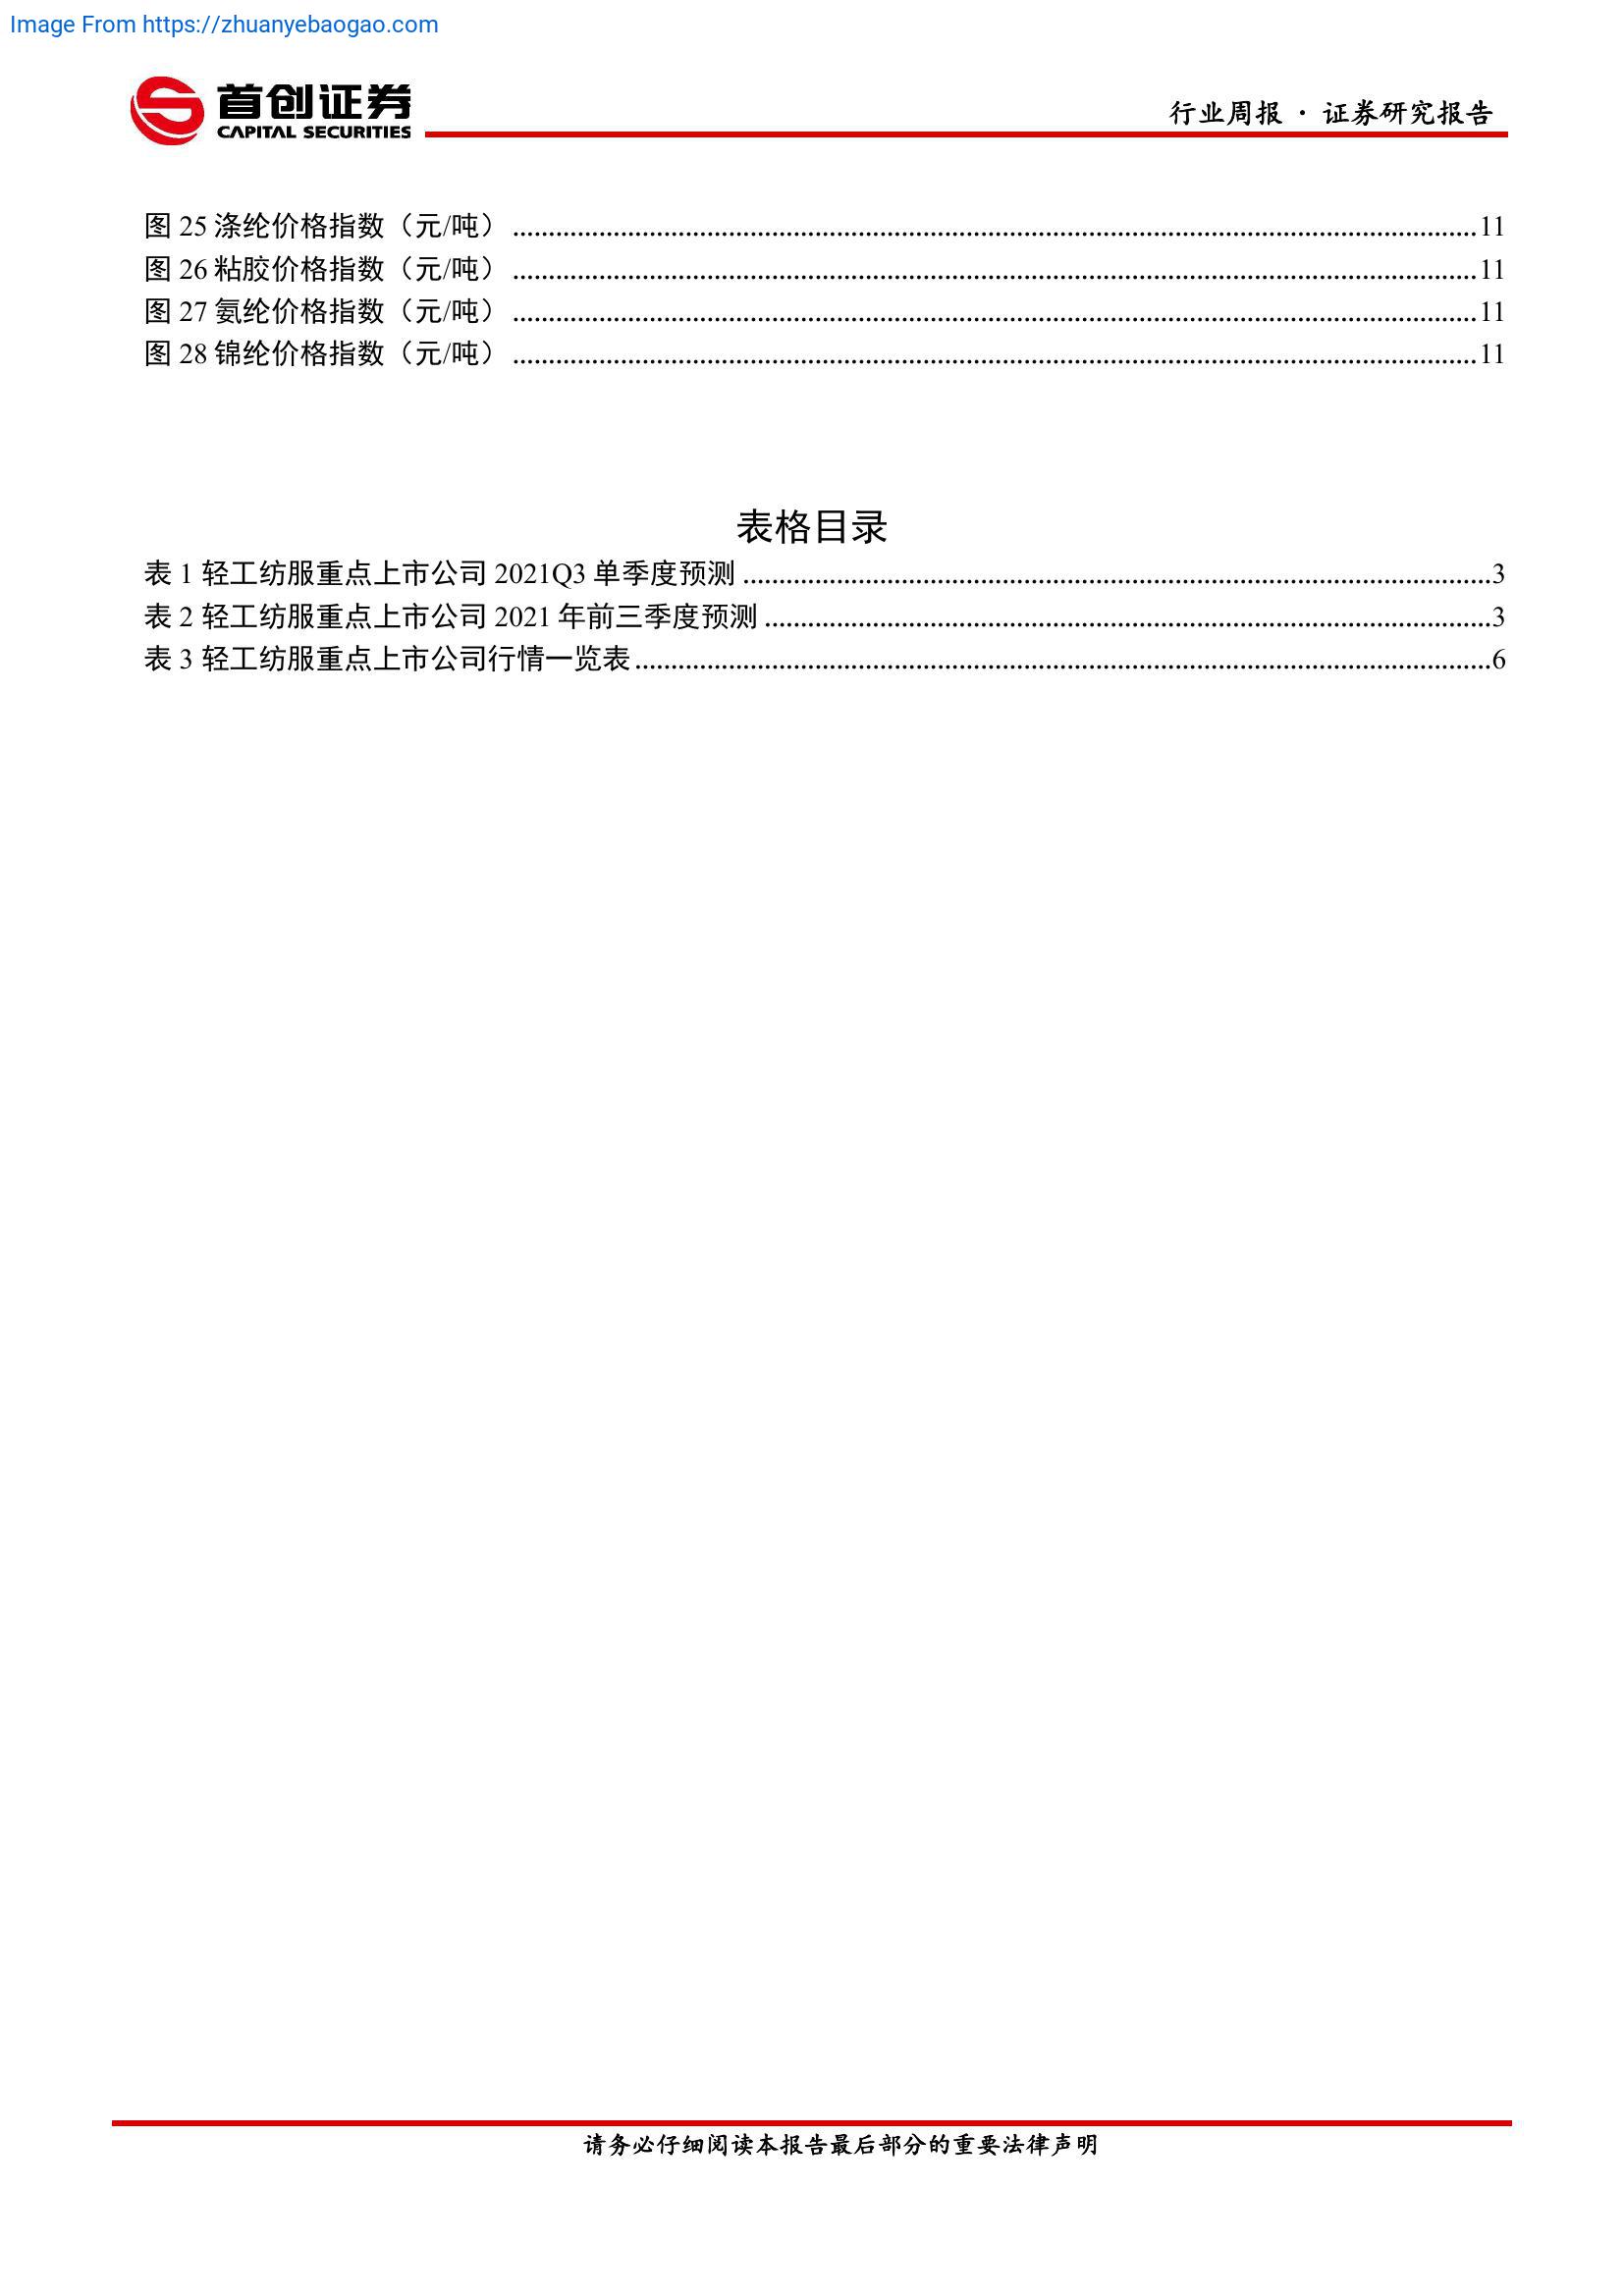 Image From https://zhuanyebaogao.com
首创证券
CAPITAL SECURITIES
行业周报 · 证券研究报告
图 25 涤纶价格指数（元/吨） ........................................................................................................................................ 11
图 26 粘胶价格指数（元/吨） ........................................................................................................................................ 11
图 27 氨纶价格指数（元/吨） ........................................................................................................................................ 11
图 28 锦纶价格指数（元/吨） ........................................................................................................................................ 11
表格目录
表 1 轻工纺服重点上市公司 2021Q3 单季度预测 ......................................................................................................... 3
表 2 轻工纺服重点上市公司 2021 年前三季度预测 ...................................................................................................... 3
表 3 轻工纺服重点上市公司行情一览表 ........................................................................................................................ 6
请务必仔细阅读本报告最后部分的重要法律声明